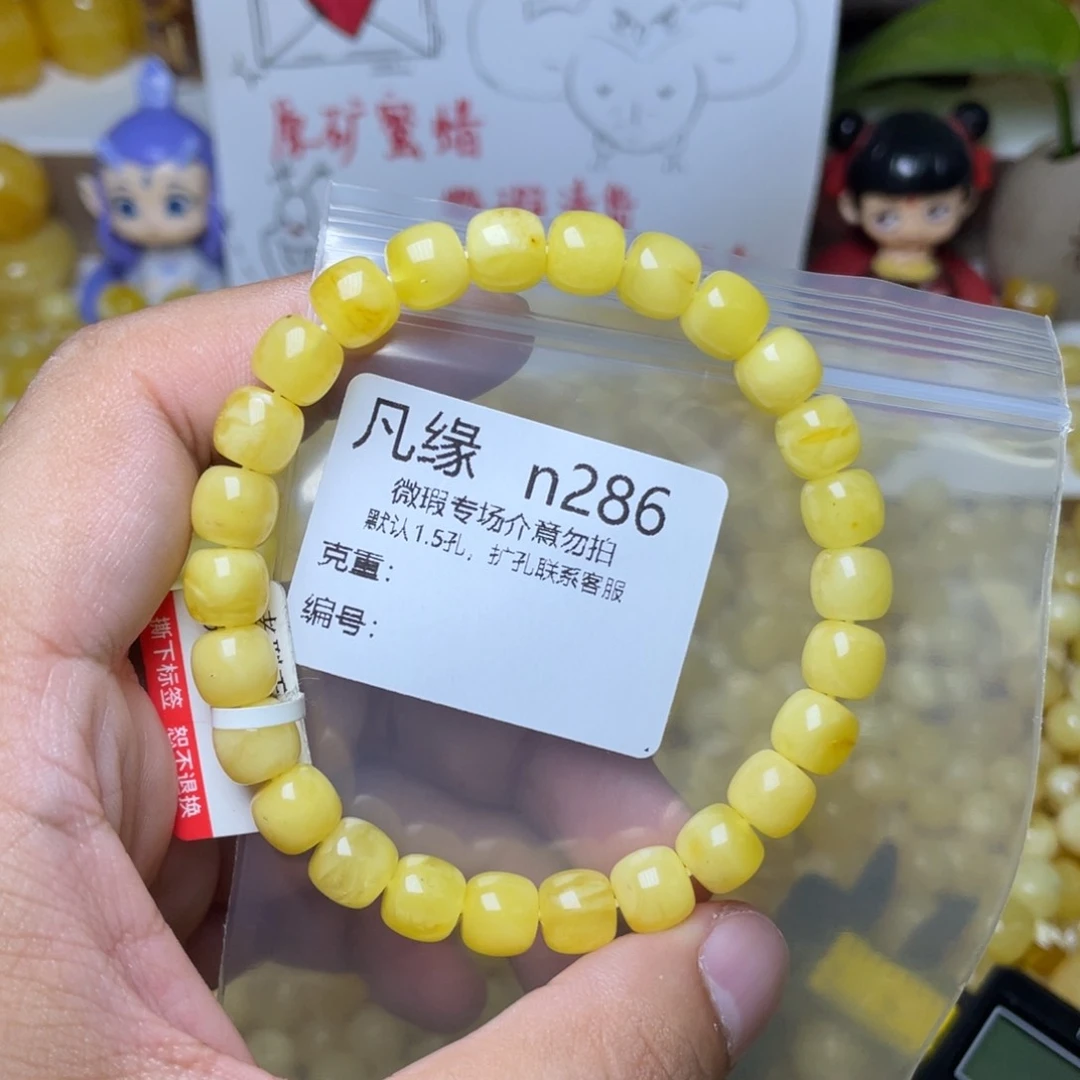 原矿蜜蜡
凡缘 n286
微瑕专场介意勿拍
默认1.5孔，扩孔联系客服
克重：
编号：
撕下标签 恕不退换